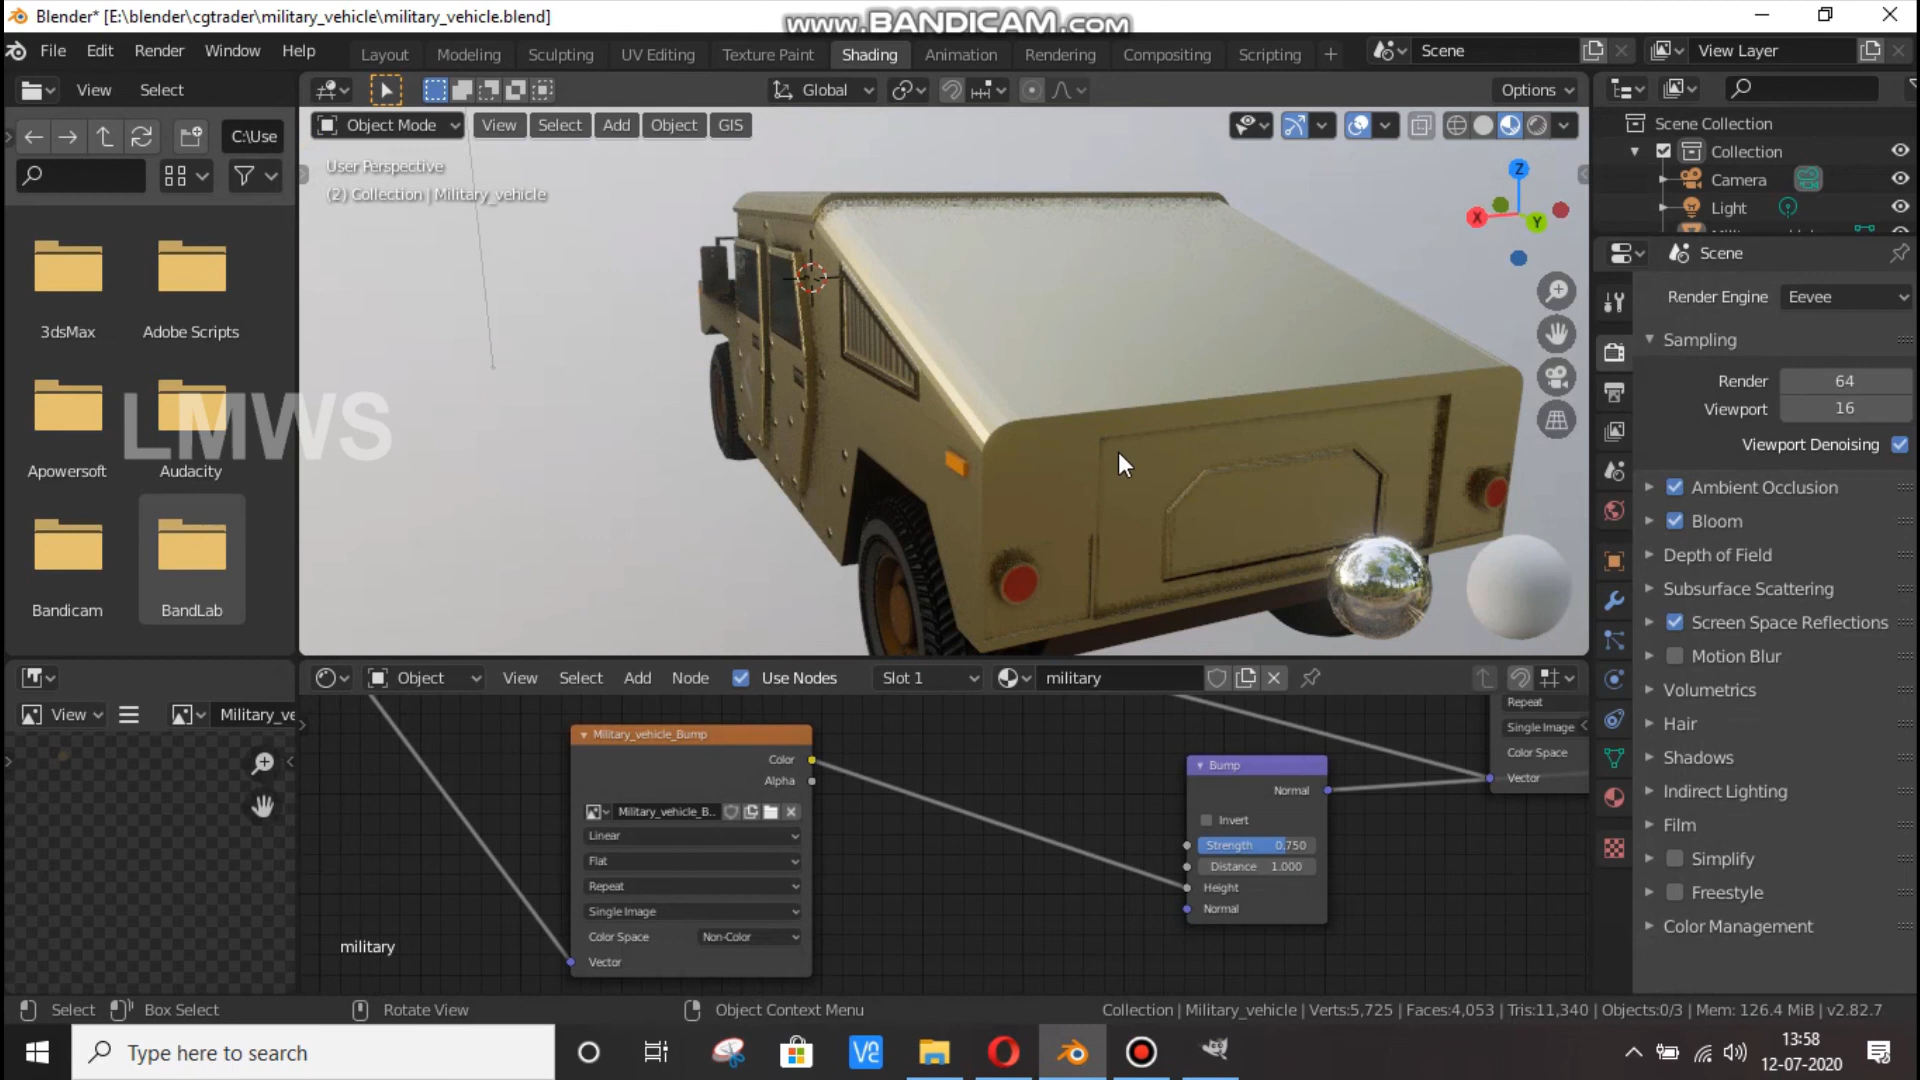 Blender* [E:\blender\cgtrader\military_vehicle\military_vehicle.blend]
www.BANDICAM.com
File Edit Render Window Help
Layout Modeling Sculpting UV Editing Texture Paint Shading Animation Rendering Compositing Scripting +
Scene
View Layer
View Select
Global
Options
C:\Use
Object Mode View Select Add Object GIS
User Perspective
(2) Collection | Military_vehicle
Z
X
Y
Scene Collection
Collection
Camera
Light
Scene
Render Engine Eevee
Sampling
Render 64
Viewport 16
Viewport Denoising
Ambient Occlusion
Bloom
Depth of Field
Subsurface Scattering
Screen Space Reflections
Motion Blur
Volumetrics
Hair
Shadows
Indirect Lighting
Film
Simplify
Freestyle
Color Management
3dsMax
Adobe Scripts
LMWS
Apowersoft
Audacity
Bandicam
BandLab
View
Military_ve
Object View Select Add Node Use Nodes Slot 1 military
Military_vehicle_Bump
Color
Alpha
Military_vehicle_B..
Linear
Flat
Repeat
Single Image
Color Space Non-Color
Vector
Bump
Normal
Invert
Strength 0.750
Distance 1.000
Height
Normal
Repeat
Single Image
Color Space
Vector
military
Select Box Select Rotate View Object Context Menu
Collection | Military_vehicle | Verts:5,725 | Faces:4,053 | Tris:11,340 | Objects:0/3 | Mem: 126.4 MiB | v2.82.7
Type here to search
13:58
12-07-2020